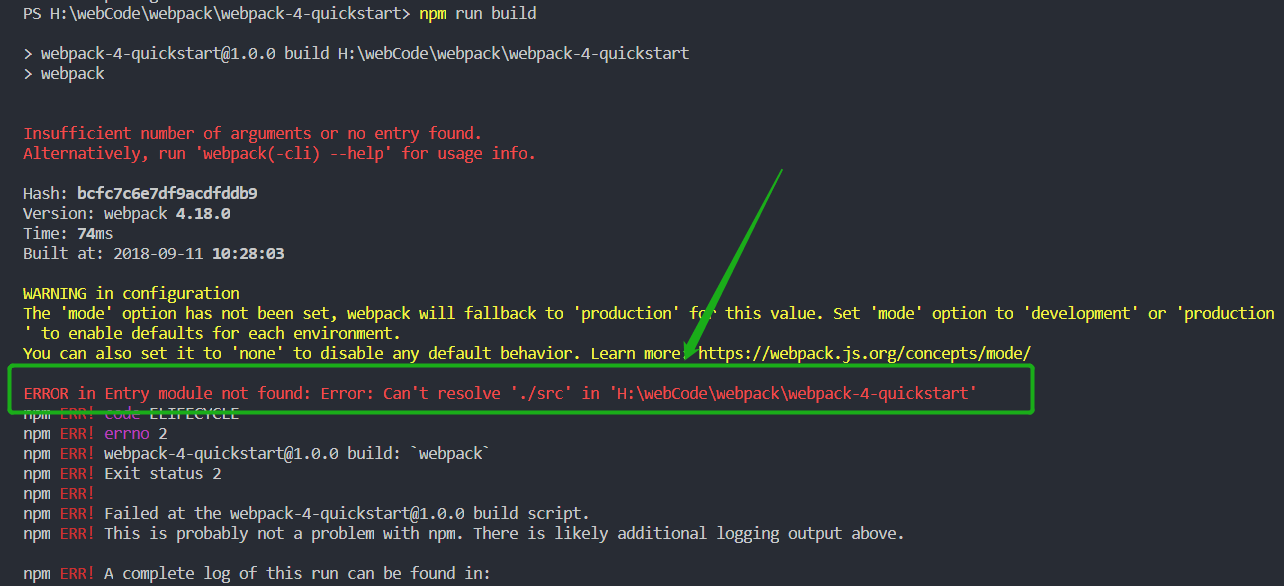 PS H:\webCode\webpack\webpack-4-quickstart> npm run build
> webpack-4-quickstart@1.0.0 build H:\webCode\webpack\webpack-4-quickstart
> webpack
Insufficient number of arguments or no entry found.
Alternatively, run 'webpack(-cli) --help' for usage info.
Hash: bcfc7c6e7df9acdfddb9
Version: webpack 4.18.0
Time: 74ms
Built at: 2018-09-11 10:28:03
WARNING in configuration
The 'mode' option has not been set, webpack will fallback to 'production' for this value. Set 'mode' option to 'development' or 'production
' to enable defaults for each environment.
You can also set it to 'none' to disable any default behavior. Learn more: https://webpack.js.org/concepts/mode/
ERROR in Entry module not found: Error: Can't resolve './src' in 'H:\webCode\webpack\webpack-4-quickstart'
npm ERR! code ELIFECYCLE
npm ERR! errno 2
npm ERR! webpack-4-quickstart@1.0.0 build: `webpack`
npm ERR! Exit status 2
npm ERR!
npm ERR! Failed at the webpack-4-quickstart@1.0.0 build script.
npm ERR! This is probably not a problem with npm. There is likely additional logging output above.
npm ERR! A complete log of this run can be found in: